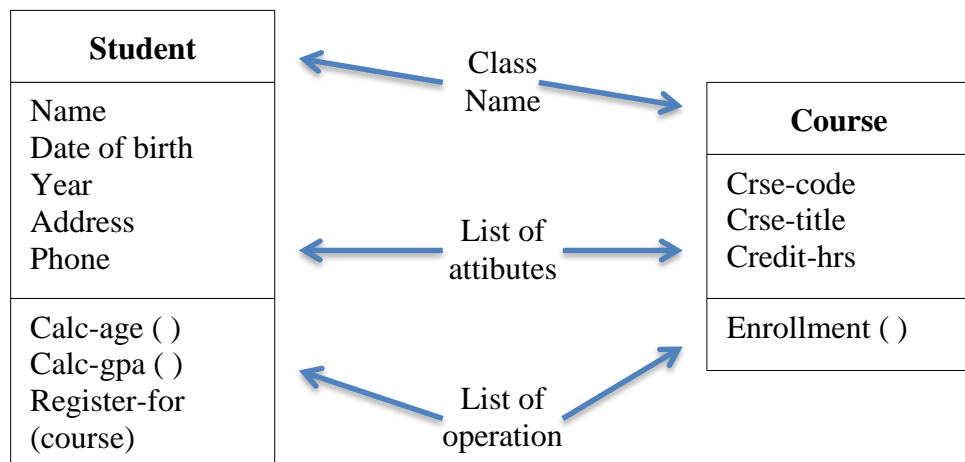 Student
Name
Date of birth
Year
Address
Phone
Calc-age ( )
Calc-gpa ( )
Register-for
(course)
Class
Name
List of
attibutes
List of
operation
Course
Crse-code
Crse-title
Credit-hrs
Enrollment ( )